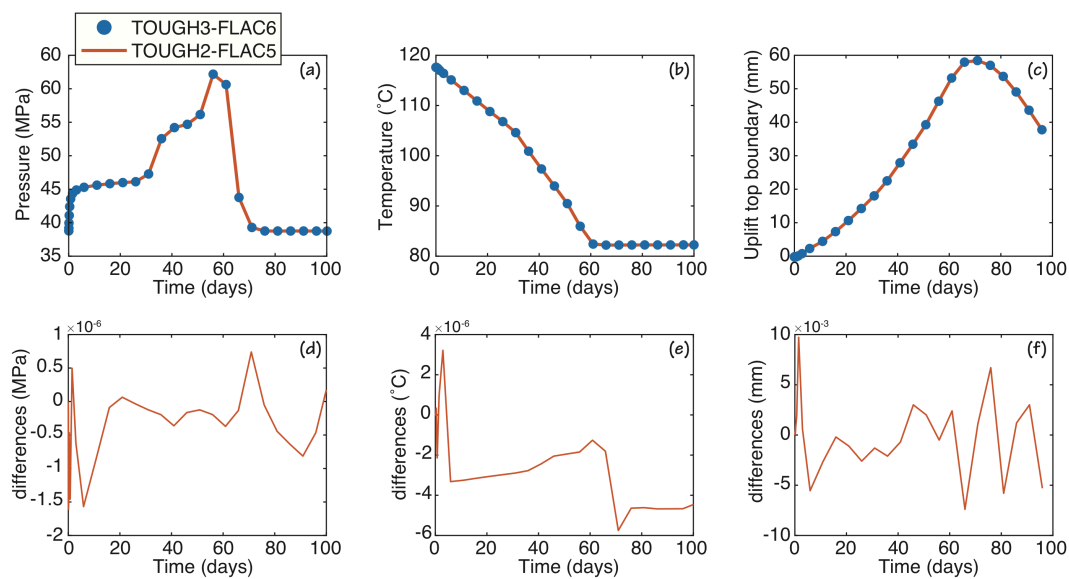 TOUGH3-FLAC6
TOUGH2-FLAC5
(a)
60
55
50
45
40
35
Pressure (MPa)
0 20 40 60 80 100
Time (days)
(b)
120
110
100
90
80
Temperature (˚C)
0 20 40 60 80 100
Time (days)
(c)
60
50
40
30
20
10
0
Uplift top boundary (mm)
0 20 40 60 80 100
Time (days)
×10-6
(d)
1
0.5
0
-0.5
-1
-1.5
-2
differences (MPa)
0 20 40 60 80 100
Time (days)
×10-6
(e)
4
2
0
-2
-4
-6
differences (˚C)
0 20 40 60 80 100
Time (days)
×10-3
(f)
10
5
0
-5
-10
differences (mm)
0 20 40 60 80 100
Time (days)